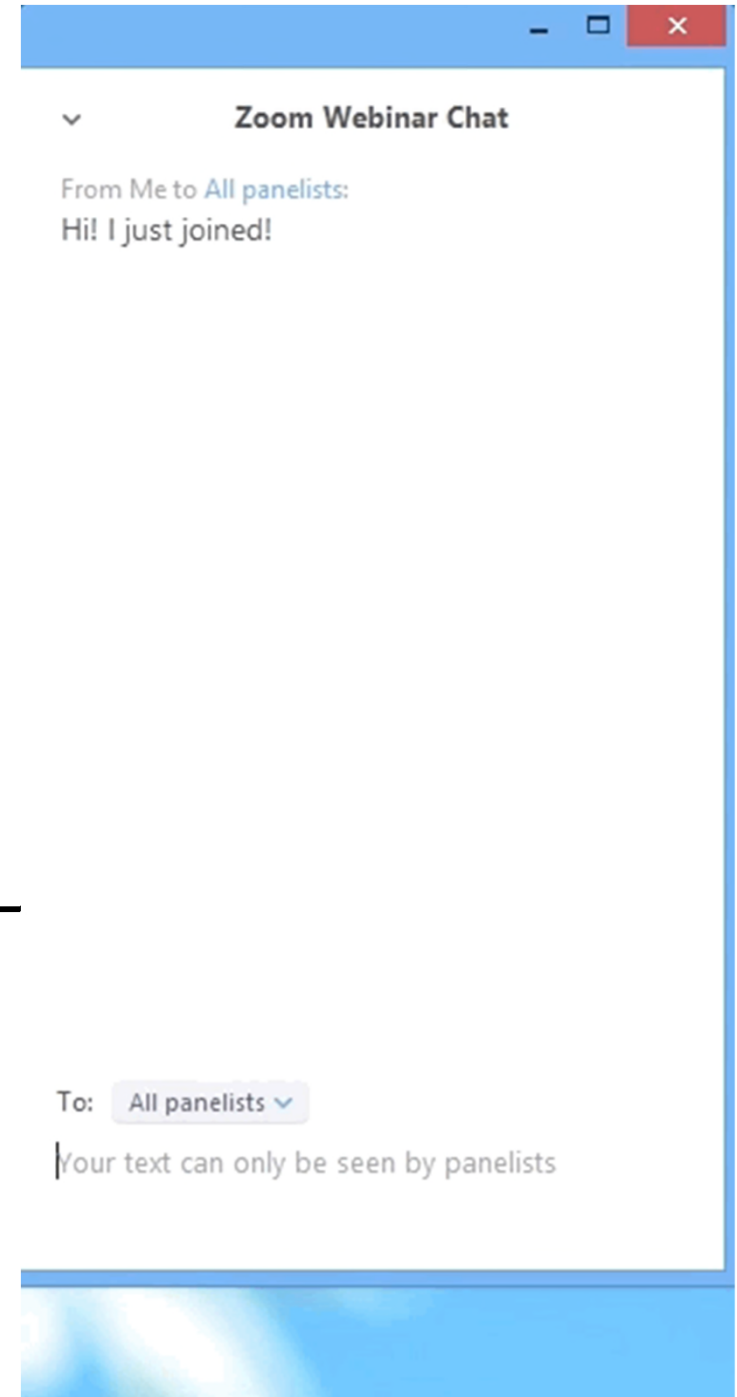 Zoom Webinar Chat
From Me to All panelists:
Hi! I just joined!
To: All panelists
Your text can only be seen by panelists